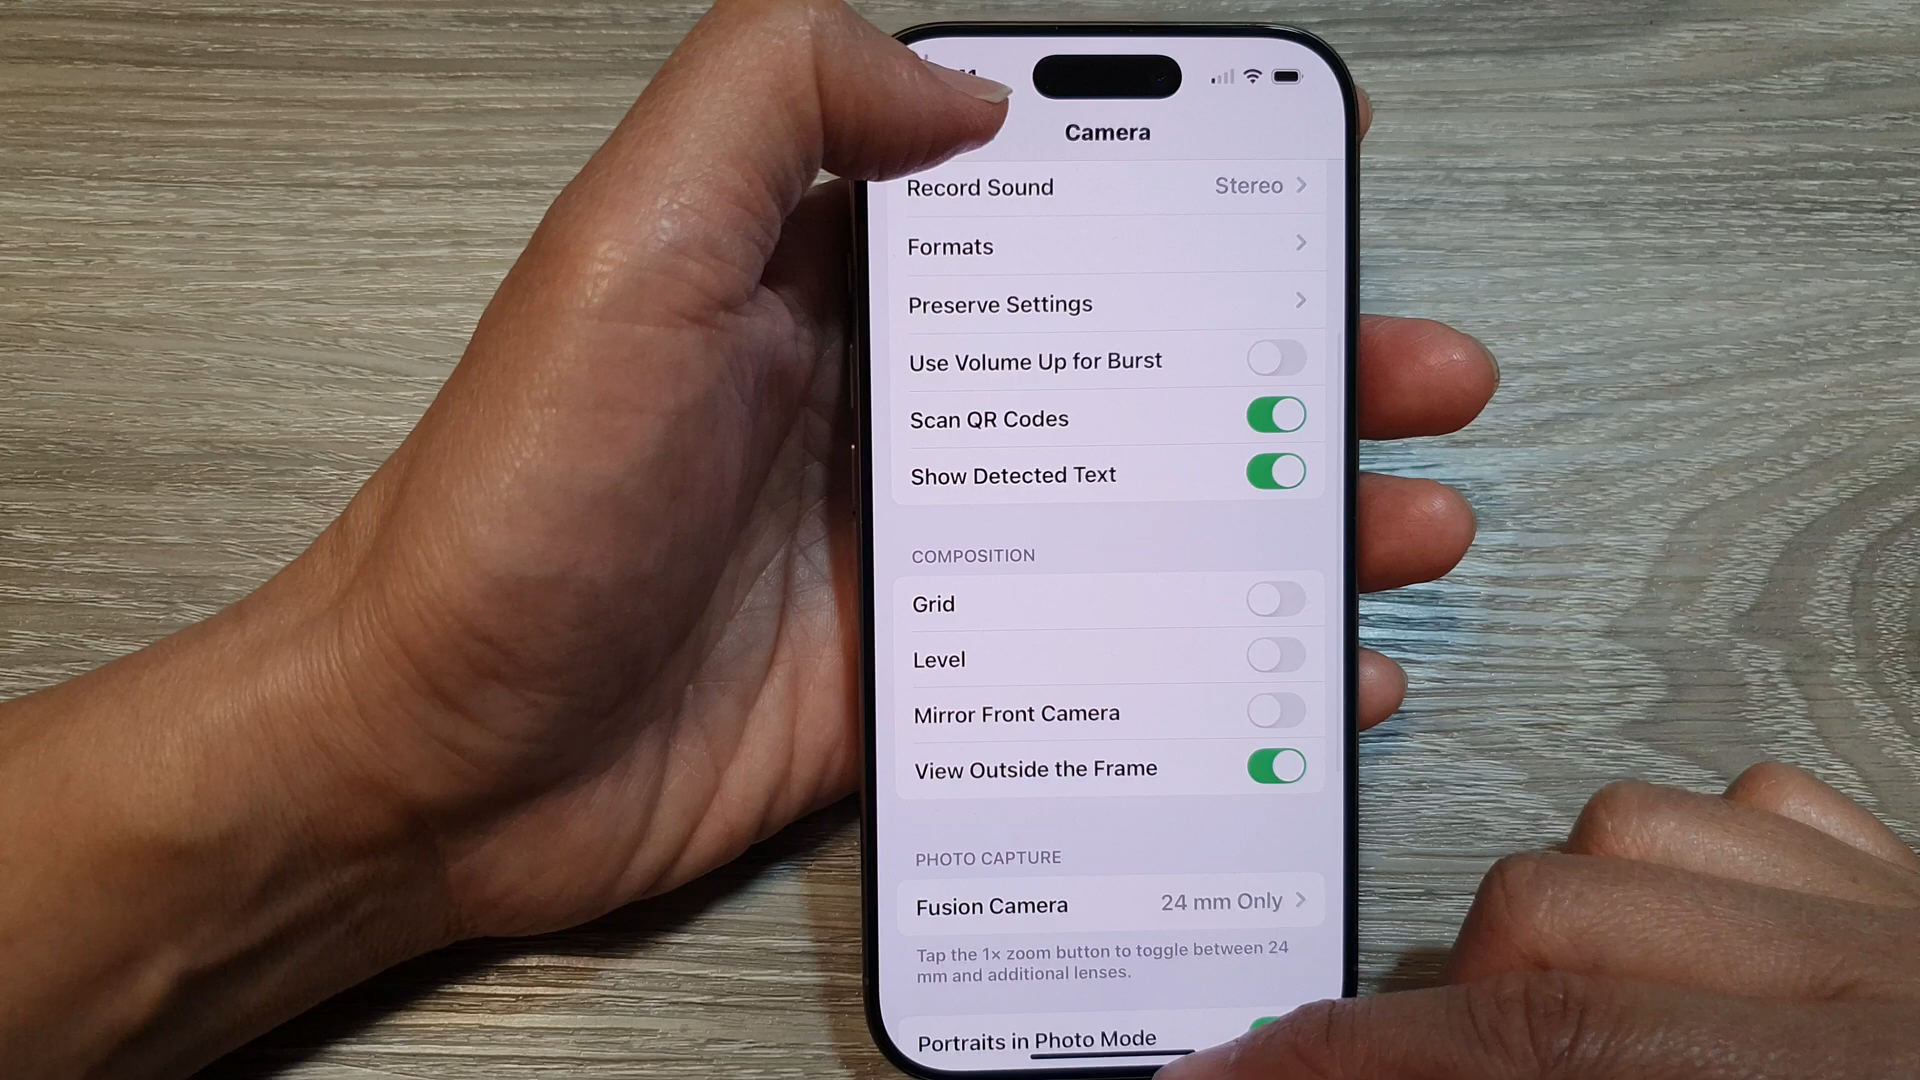 Camera
Record Sound Stereo
Formats
Preserve Settings
Use Volume Up for Burst
Scan QR Codes
Show Detected Text
COMPOSITION
Grid
Level
Mirror Front Camera
View Outside the Frame
PHOTO CAPTURE
Fusion Camera 24 mm Only
Tap the 1× zoom button to toggle between 24
mm and additional lenses.
Portraits in Photo Mode